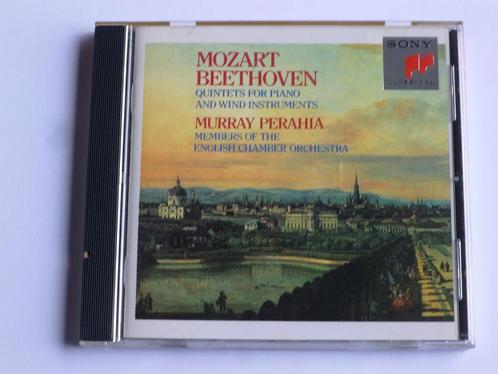 MOZART
BEETHOVEN
QUINTETS FOR PIANO
AND WIND INSTRUMENTS
MURRAY PERAHIA
MEMBERS OF THE
ENGLISH CHAMBER ORCHESTRA
SONY
CLASSICAL